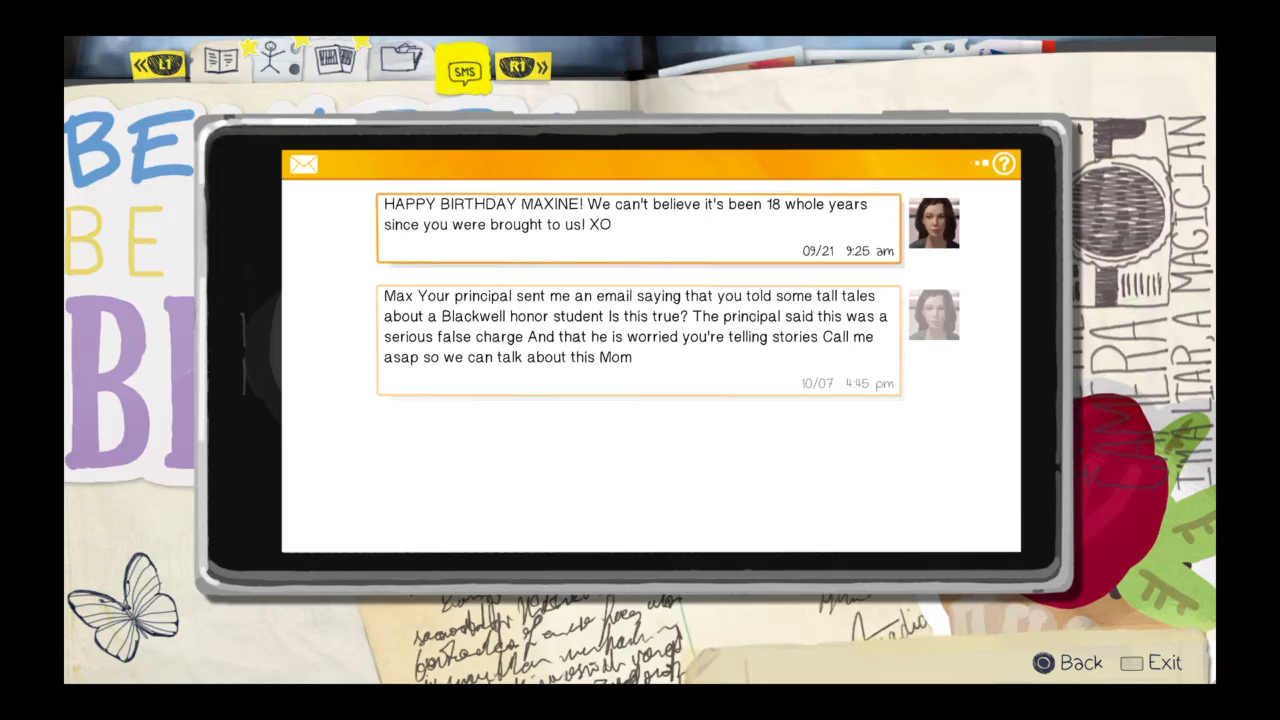 LT
SMS
R1
BE
HAPPY BIRTHDAY MAXINE! We can't believe it's been 18 whole years
since you were brought to us! XO
09/21 9:25 am
Max Your principal sent me an email saying that you told some tall tales
about a Blackwell honor student Is this true? The principal said this was a
serious false charge And that he is worried you're telling stories Call me
asap so we can talk about this Mom
10/07 4:45 pm
BE
CAMERA
MAGICIAN
Back
Exit